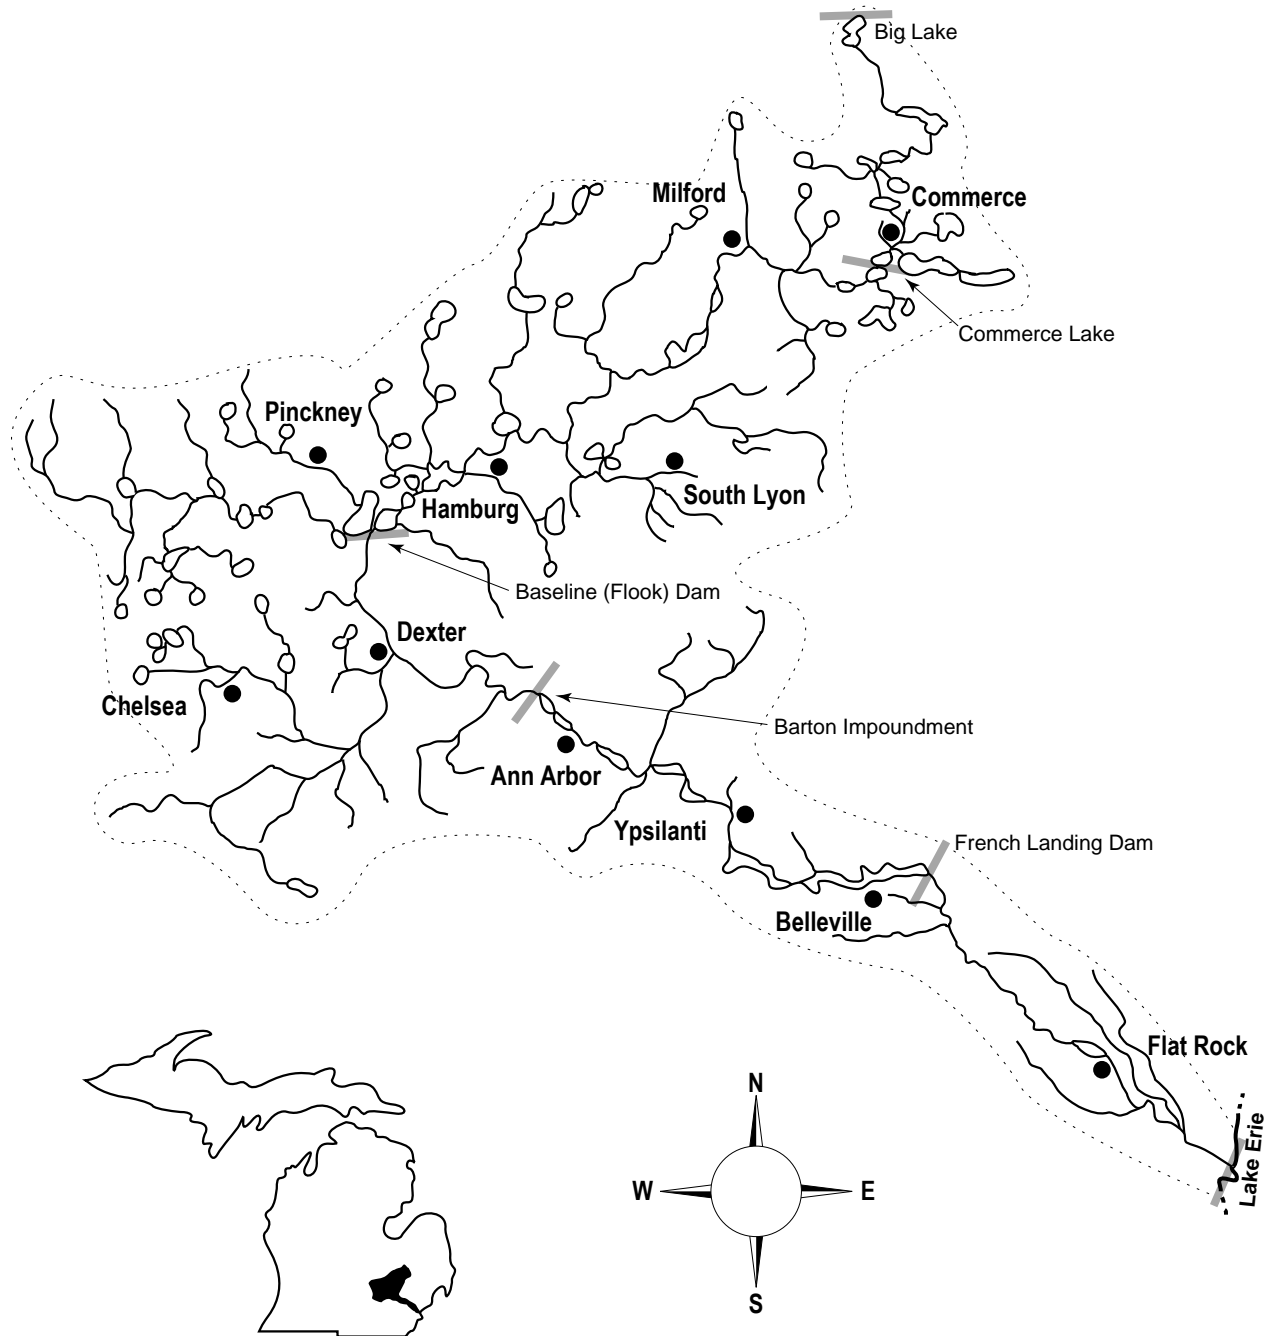 Big Lake
Milford
Commerce
Commerce Lake
Pinckney
South Lyon
Hamburg
Baseline (Flook) Dam
Dexter
Chelsea
Barton Impoundment
Ann Arbor
Ypsilanti
French Landing Dam
Belleville
Flat Rock
N
W
E
S
Lake Erie